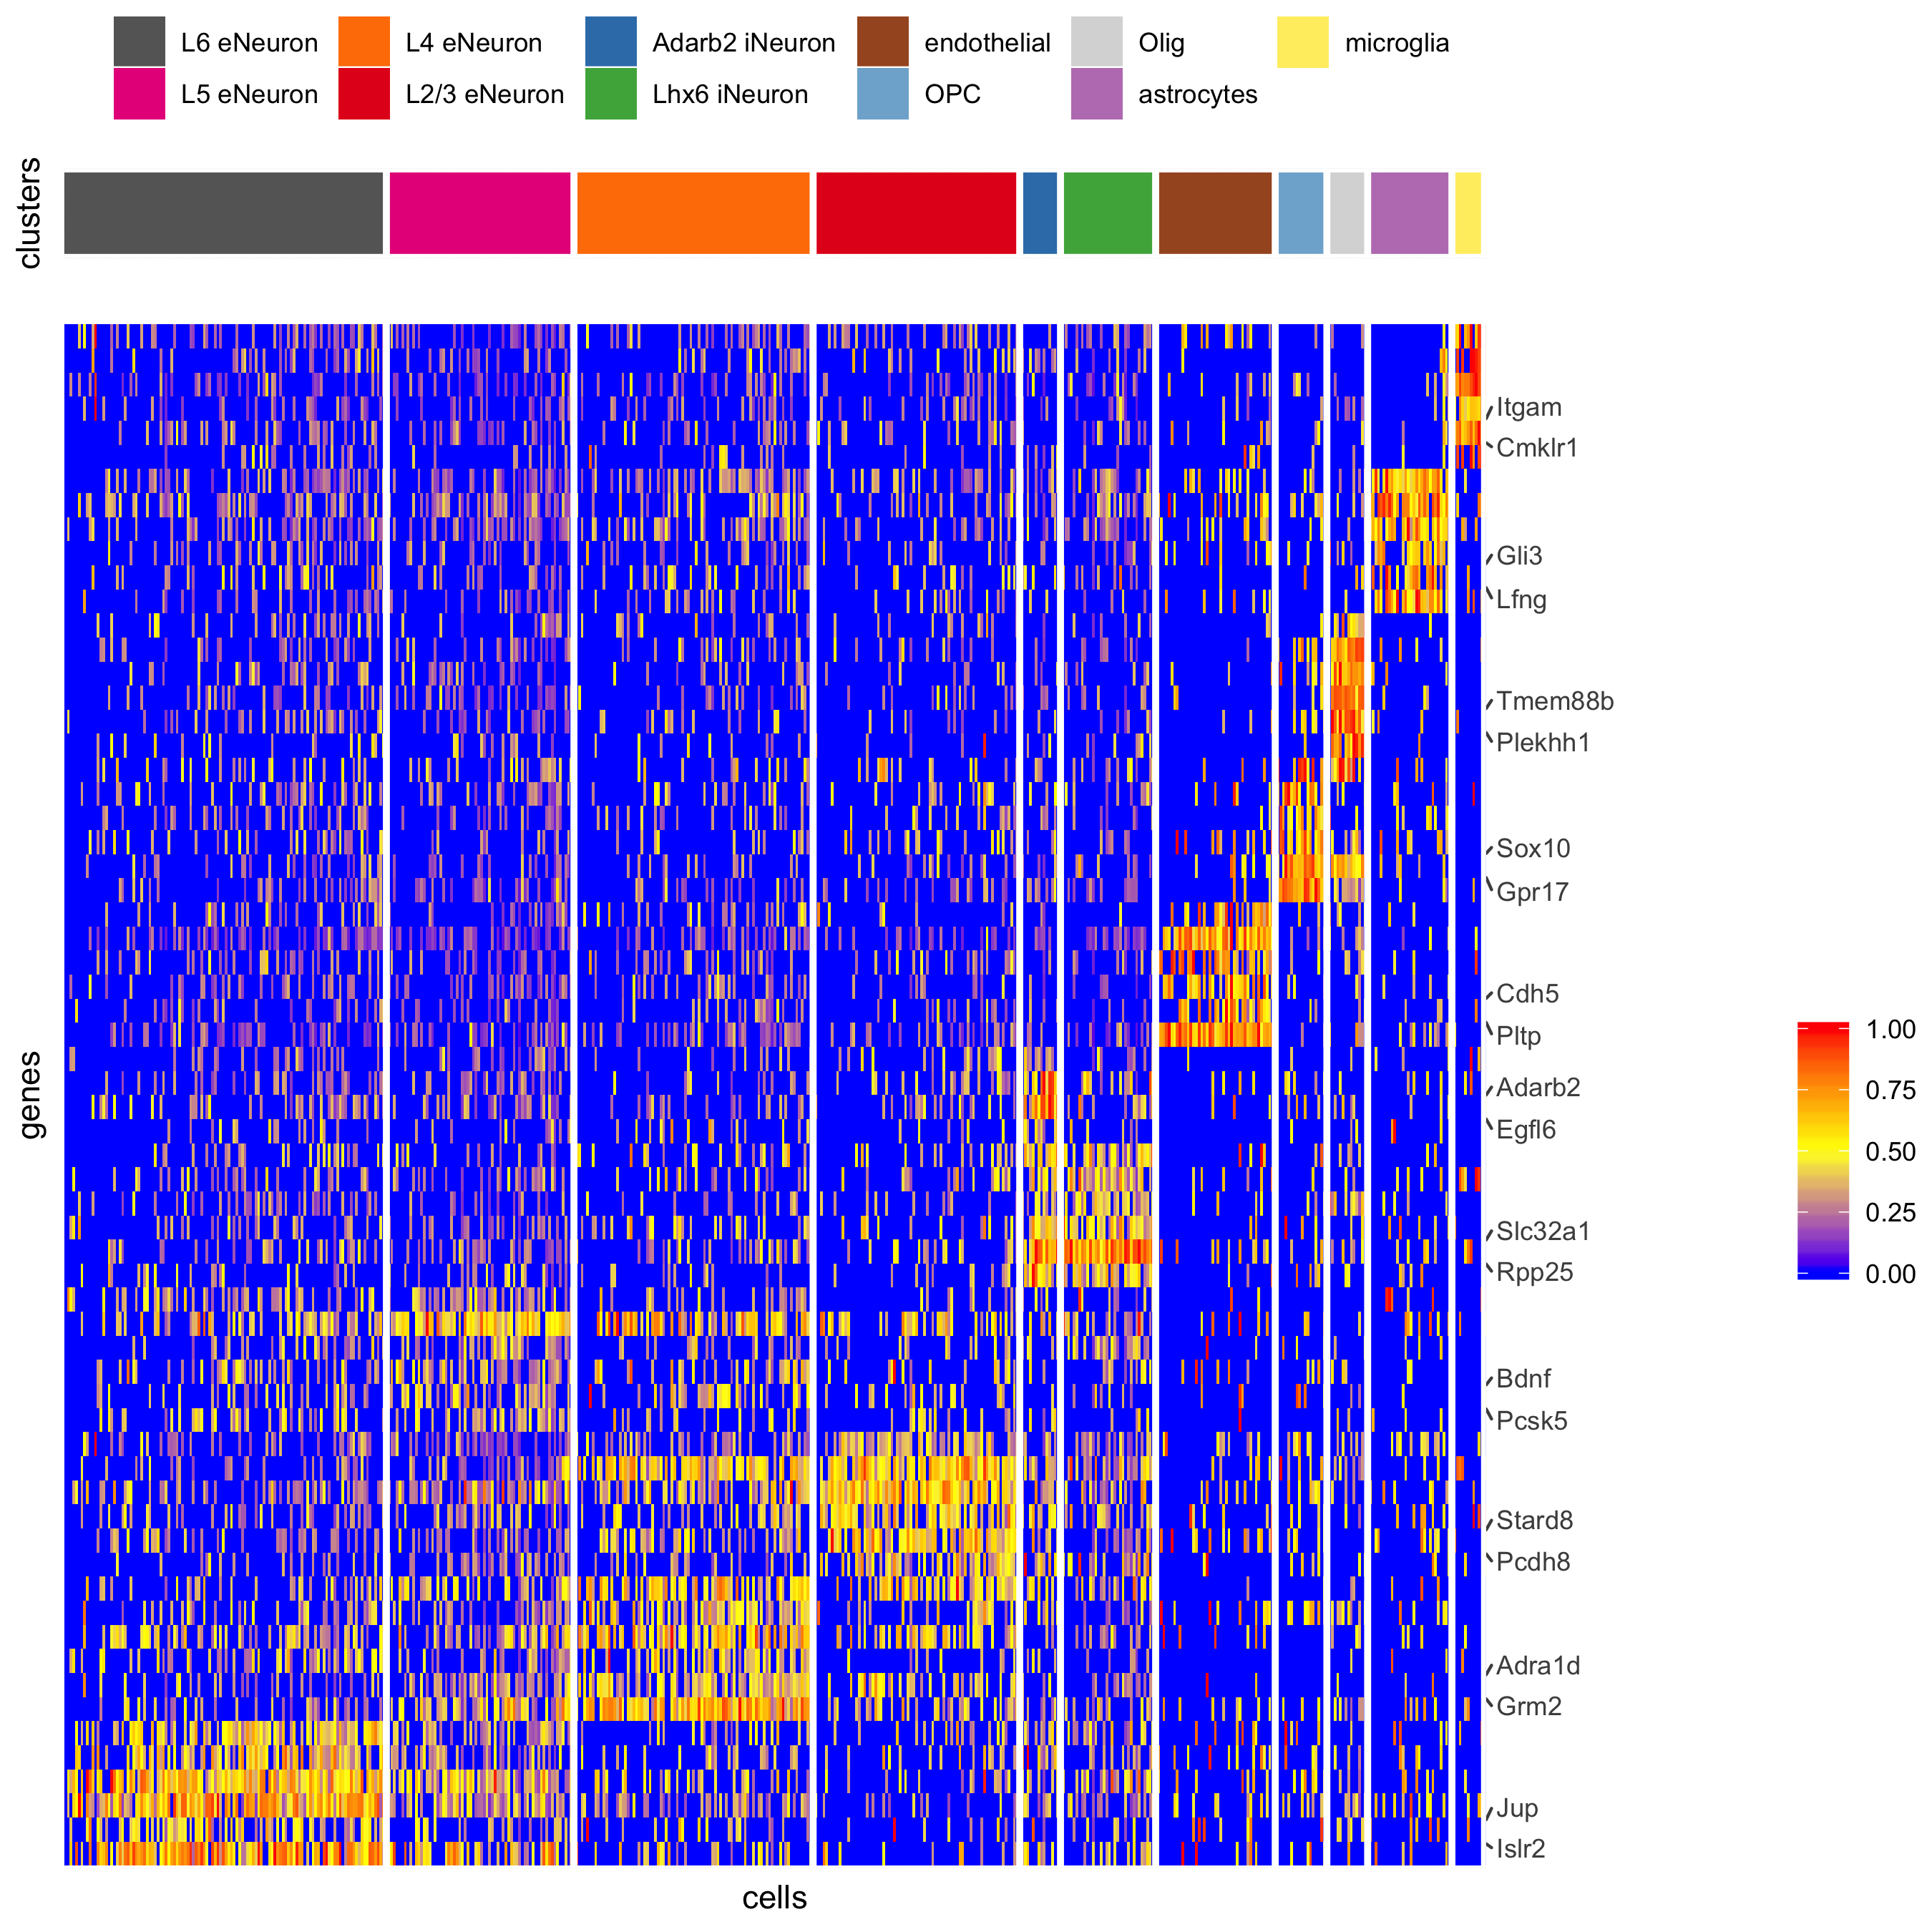 L6 eNeuron L4 eNeuron Adarb2 iNeuron endothelial Olig microglia
L5 eNeuron L2/3 eNeuron Lhx6 iNeuron OPC astrocytes
clusters
genes
Itgam
Cmklr1
Gli3
Lfng
Tmem88b
Plekhh1
Sox10
Gpr17
Cdh5
Pltp
Adarb2
Egfl6
Slc32a1
Rpp25
Bdnf
Pcsk5
Stard8
Pcdh8
Adra1d
Grm2
Jup
Islr2
1.00
0.75
0.50
0.25
0.00
cells